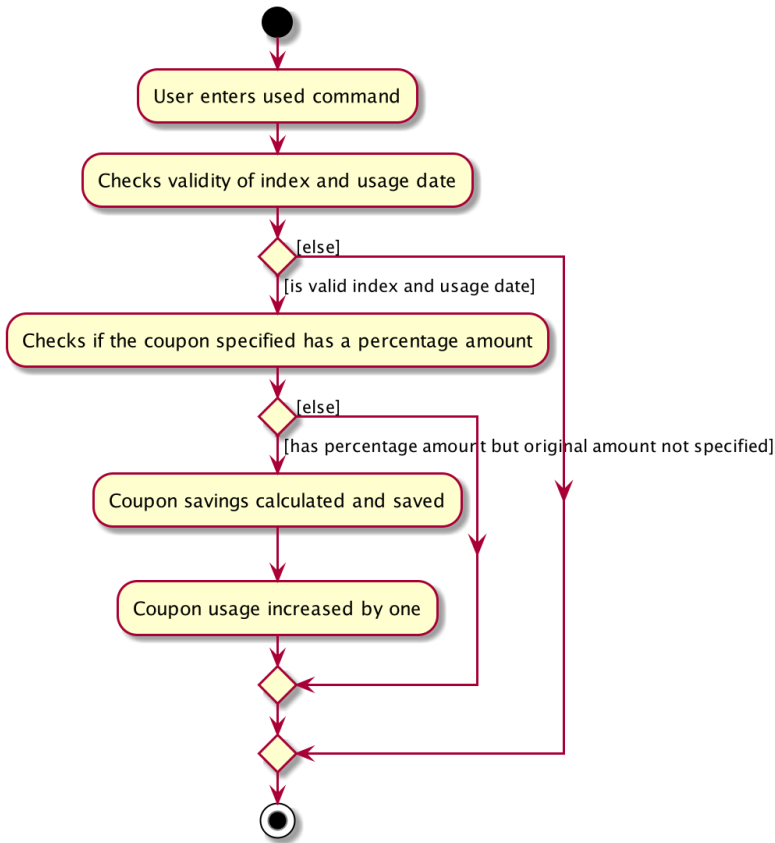 User enters used command
Checks validity of index and usage date
[else]
[is valid index and usage date]
Checks if the coupon specified has a percentage amount
[else]
[has percentage amount but original amount not specified]
Coupon savings calculated and saved
Coupon usage increased by one